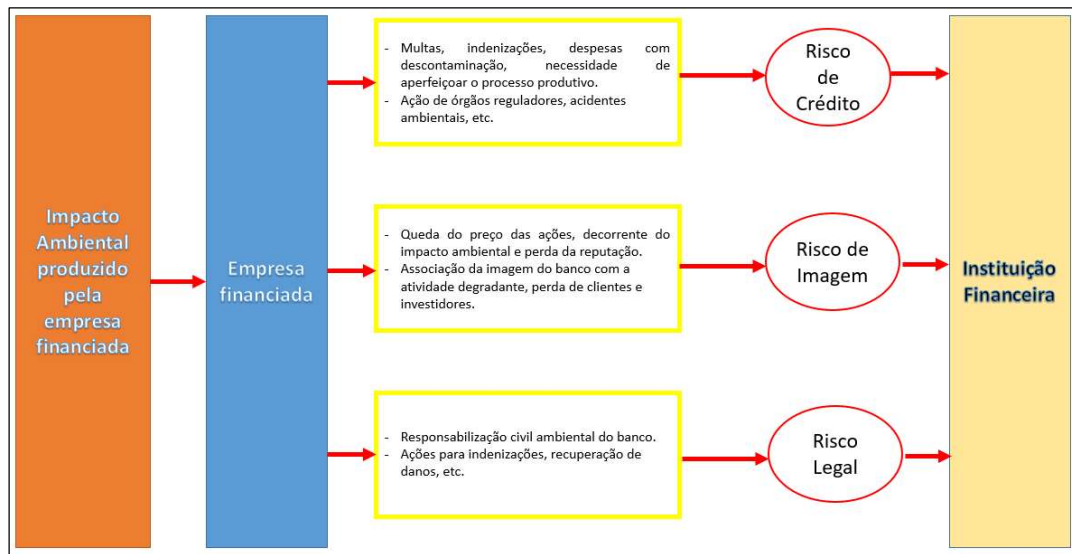 Impacto
Ambiental
produzido
pela
empresa
financiada
Empresa
financiada
- Multas, indenizações, despesas com
descontaminação, necessidade de
aperfeiçoar o processo produtivo.
- Ação de órgãos reguladores, acidentes
ambientais, etc.
Risco
de
Crédito
- Queda do preço das ações, decorrente do
impacto ambiental e perda da reputação.
- Associação da imagem do banco com a
atividade degradante, perda de clientes e
investidores.
Risco de
Imagem
- Responsabilização civil ambiental do banco.
- Ações para indenizações, recuperação de
danos, etc.
Risco
Legal
Instituição
Financeira